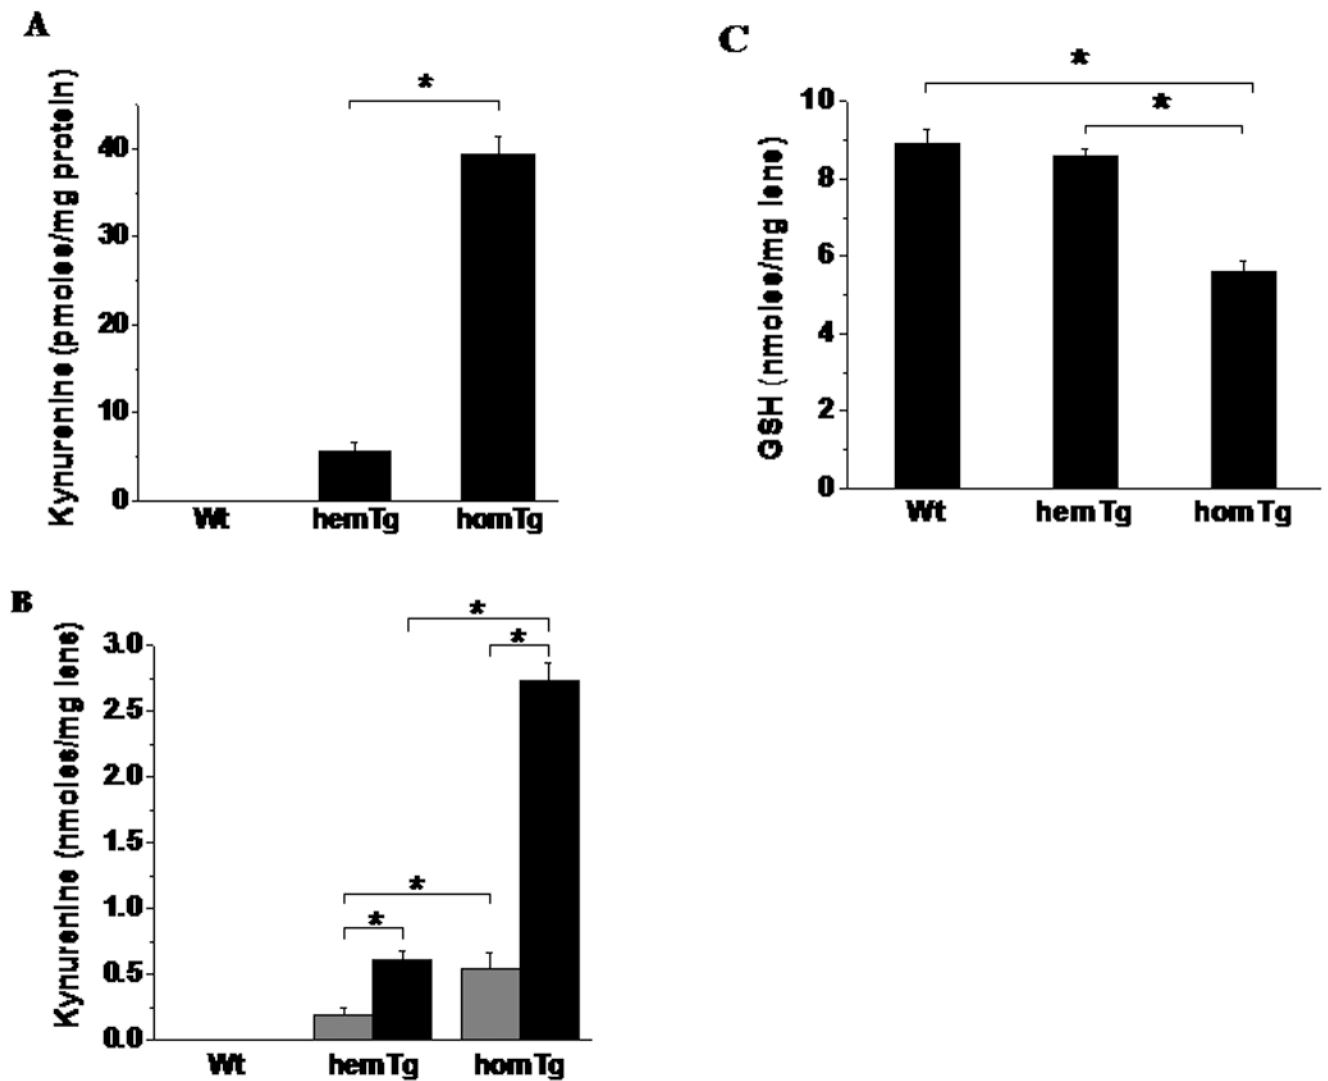 A
Kynurenine (pmoles/mg protein)
*
40
30
20
10
0
Wt hemTg homTg
B
Kynurenine (nmoles/mg lens)
*
*
*
*
3.0
2.5
2.0
1.5
1.0
0.5
0.0
Wt hemTg homTg
C
GSH (nmoles/mg lens)
*
*
10
8
6
4
2
0
Wt hemTg homTg